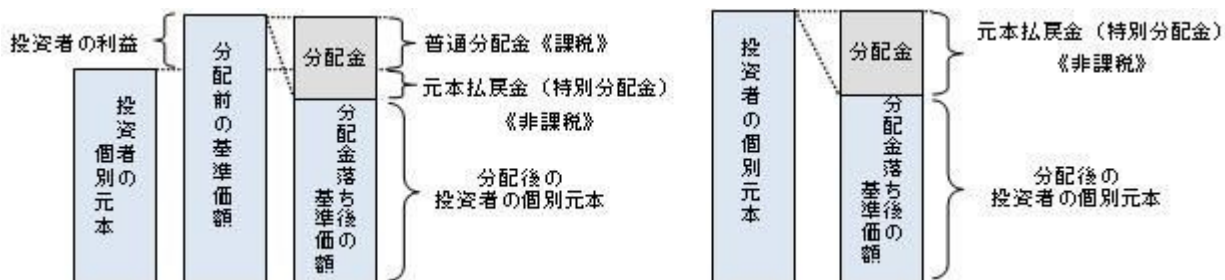 投資者の利益
投資者の
個別元本
分配前の基準価額
分配金
分配金落ち後の
基準価額
普通分配金《課税》
元本払戻金（特別分配金）
《非課税》
分配後の
投資者の個別元本
投資者の個別元本
分配金
分配金落ち後の
基準価額
元本払戻金（特別分配金）
《非課税》
分配後の
投資者の個別元本